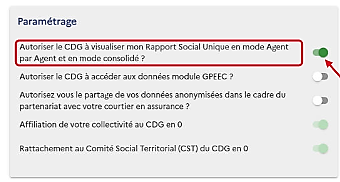 Paramétrage
Autoriser le CDG à visualiser mon Rapport Social Unique en mode Agent
par Agent et en mode consolidé ?
Autoriser le CDG à accéder aux données module GPEEC ?
Autorisez vous le partage de vos données anonymisées dans le cadre du
partenariat avec votre courtier en assurance ?
Affiliation de votre collectivité au CDG en 0
Rattachement au Comité Social Territorial (CST) du CDG en 0